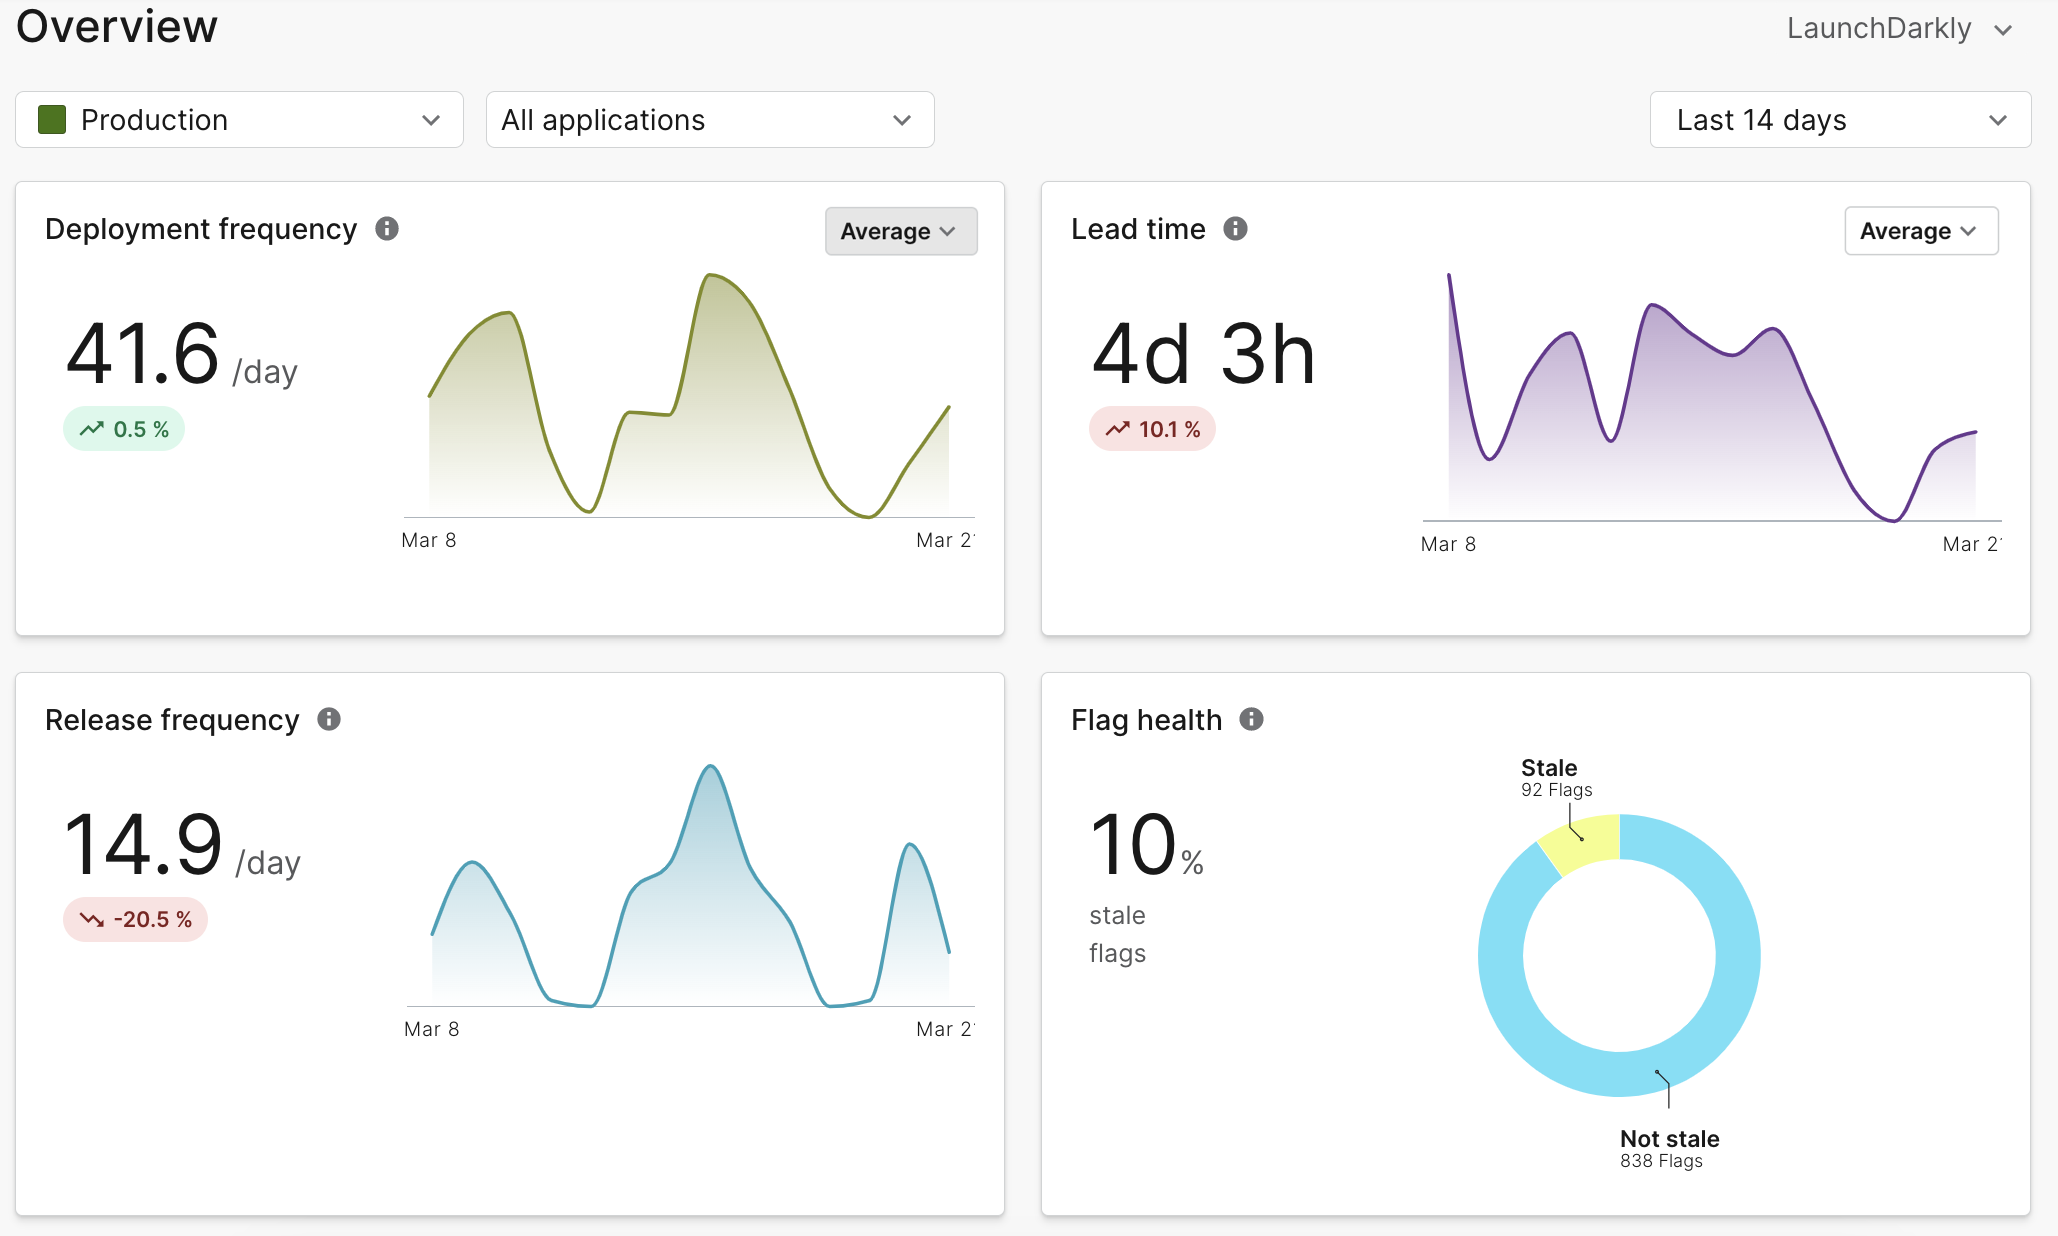 Overview
LaunchDarkly
Production
All applications
Last 14 days
Deployment frequency
Average
41.6 /day
0.5 %
Mar 8
Mar 2
Lead time
Average
4d 3h
10.1 %
Mar 8
Mar 2
Release frequency
14.9 /day
-20.5 %
Mar 8
Mar 2
Flag health
10%
stale
flags
Stale
92 Flags
Not stale
838 Flags